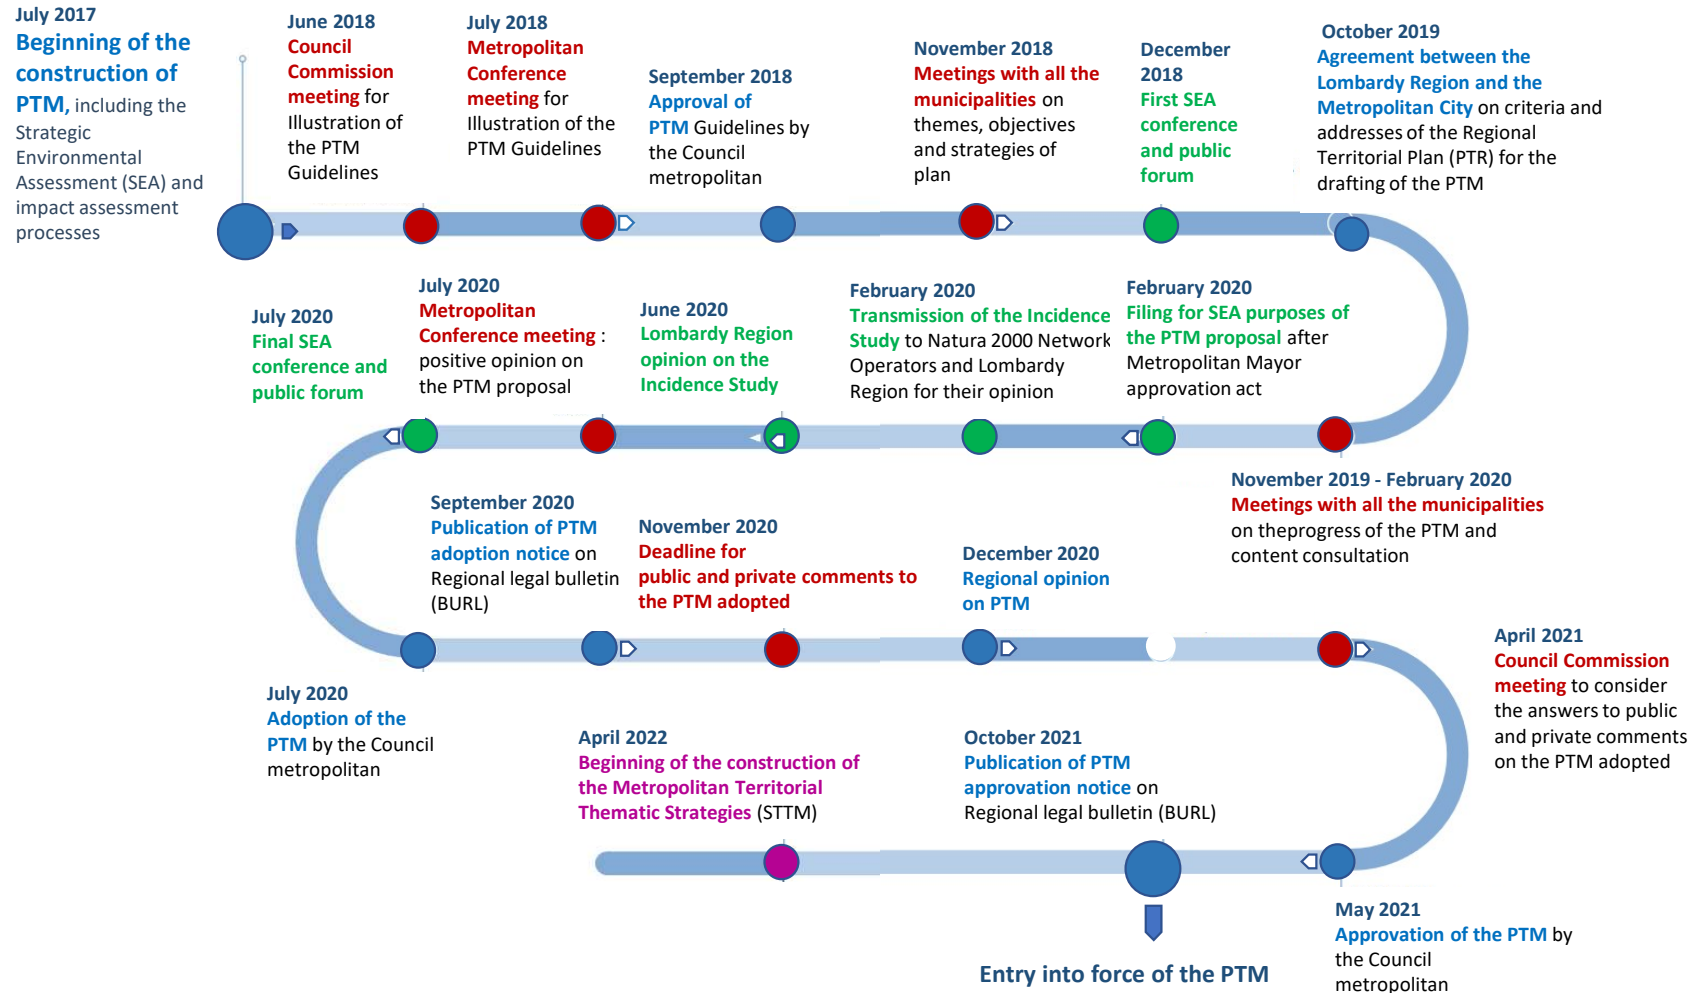 July 2017
Beginning of the
construction of
PTM, including the
Strategic
Environmental
Assessment (SEA) and
impact assessment
processes
June 2018
Council
Commission
meeting for
Illustration of
the PTM
Guidelines
July 2018
Metropolitan
Conference
meeting for
Illustration of the
PTM Guidelines
September 2018
Approval of
PTM Guidelines by
the Council
metropolitan
November 2018
Meetings with all the
municipalities on
themes, objectives
and strategies of
plan
December
2018
First SEA
conference
and public
forum
October 2019
Agreement between the
Lombardy Region and the
Metropolitan City on criteria and
addresses of the Regional
Territorial Plan (PTR) for the
drafting of the PTM
November 2019 - February 2020
Meetings with all the municipalities
on theprogress of the PTM and
content consultation
February 2020
Filing for SEA purposes of
the PTM proposal after
Metropolitan Mayor
approvation act
February 2020
Transmission of the Incidence
Study to Natura 2000 Network
Operators and Lombardy
Region for their opinion
June 2020
Lombardy Region
opinion on the
Incidence Study
July 2020
Metropolitan
Conference meeting :
positive opinion on
the PTM proposal
July 2020
Final SEA
conference and
public forum
July 2020
Adoption of the
PTM by the Council
metropolitan
September 2020
Publication of PTM
adoption notice on
Regional legal bulletin
(BURL)
November 2020
Deadline for
public and private comments to
the PTM adopted
December 2020
Regional opinion
on PTM
April 2021
Council Commission
meeting to consider
the answers to public
and private comments
on the PTM adopted
May 2021
Approvation of the PTM by
the Council
metropolitan
October 2021
Publication of PTM
approvation notice on
Regional legal bulletin (BURL)
Entry into force of the PTM
April 2022
Beginning of the construction of
the Metropolitan Territorial
Thematic Strategies (STTM)